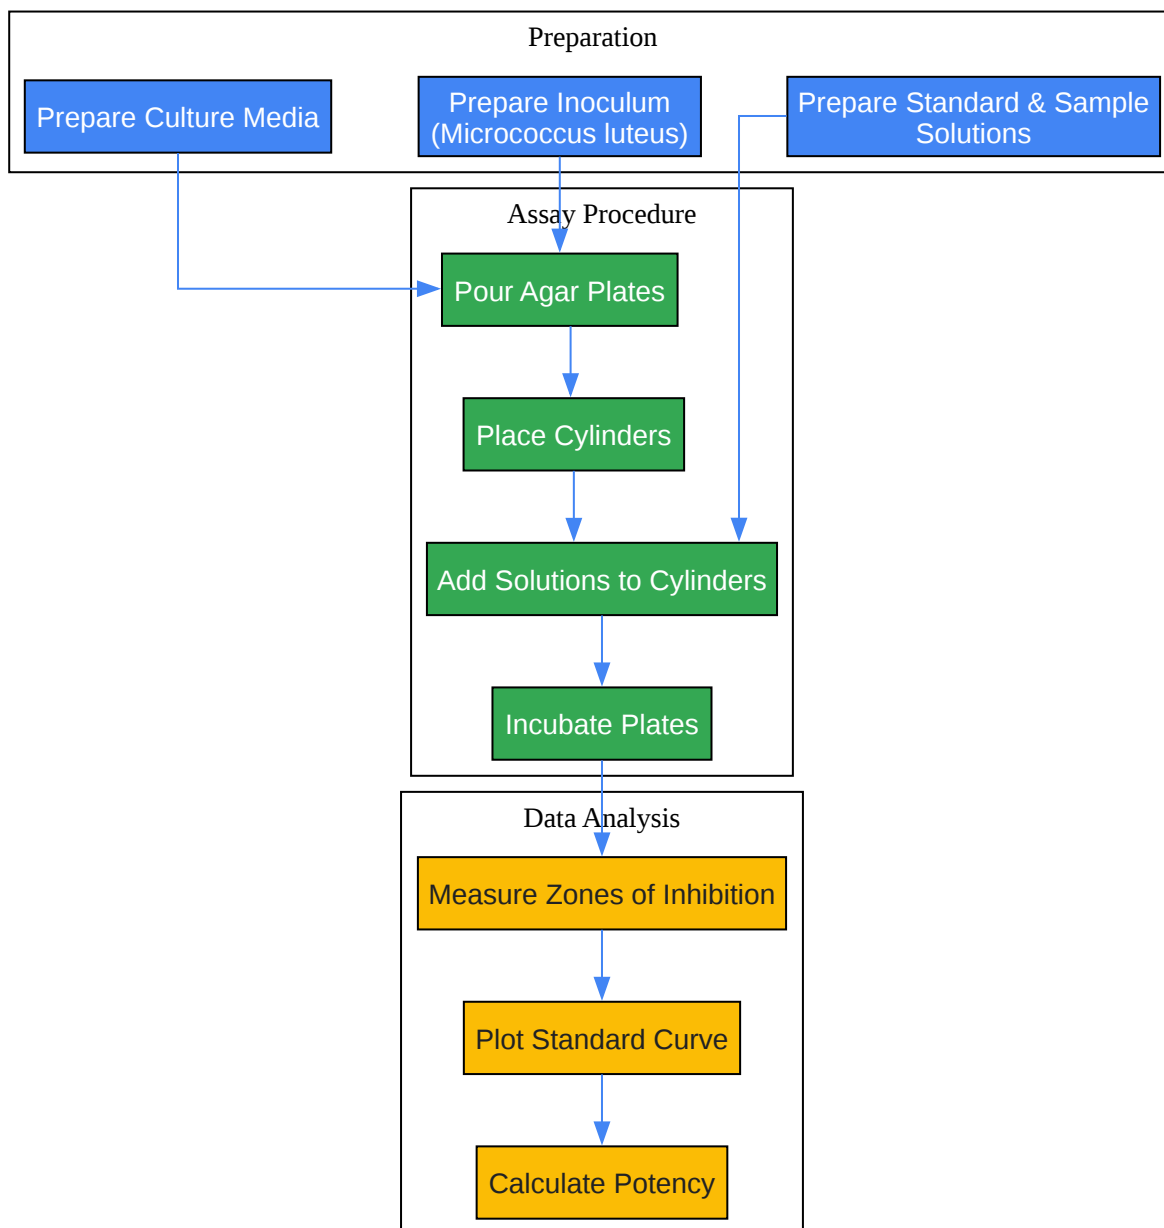 Preparation
Prepare Culture Media
Prepare Inoculum
(Micrococcus luteus)
Prepare Standard & Sample
Solutions
Assay Procedure
Pour Agar Plates
Place Cylinders
Add Solutions to Cylinders
Incubate Plates
Data Analysis
Measure Zones of Inhibition
Plot Standard Curve
Calculate Potency